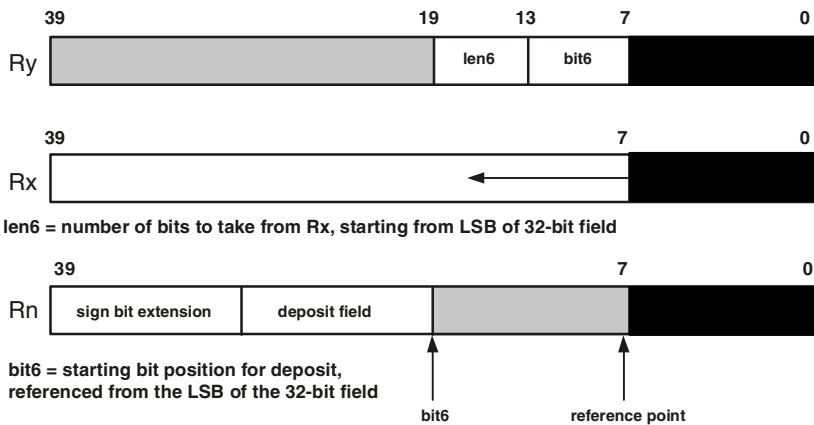 39 19 13 7 0
Ry len6 bit6
39 7 0
Rx
len6 = number of bits to take from Rx, starting from LSB of 32-bit field
39 7 0
Rn sign bit extension deposit field
bit6 = starting bit position for deposit,
referenced from the LSB of the 32-bit field
bit6 reference point